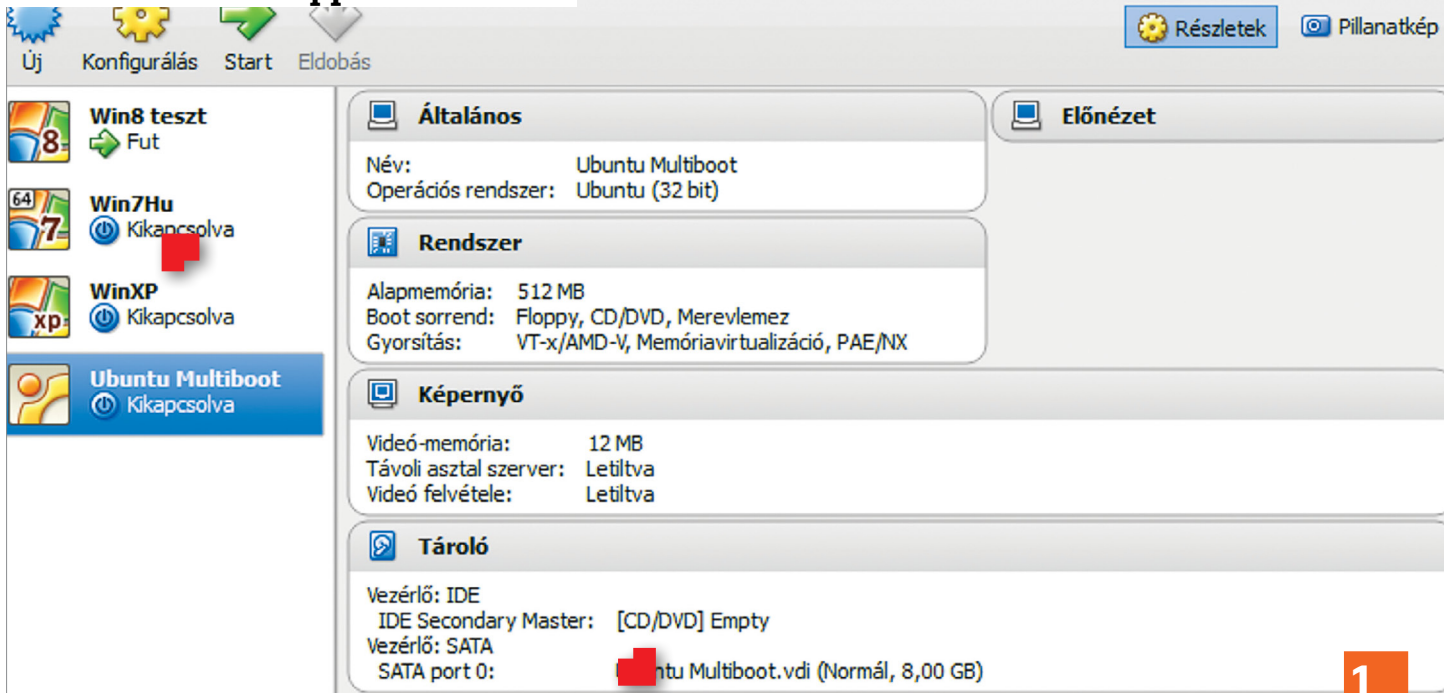 Új Konfigurálás Start Eldobás
Részletek Pillanatkép
Win8 teszt
Fut
64
Win7Hu
Kikapcsolva
WinXP
Kikapcsolva
Ubuntu Multiboot
Kikapcsolva
Általános
Név: Ubuntu Multiboot
Operációs rendszer: Ubuntu (32 bit)
Előnézet
Rendszer
Alapmemória: 512 MB
Boot sorrend: Floppy, CD/DVD, Merevlemez
Gyorsítás: VT-x/AMD-V, Memóriavirtualizáció, PAE/NX
Képernyő
Videó-memória: 12 MB
Távoli asztal szerver: Letiltva
Videó felvétele: Letiltva
Tároló
Vezérlő: IDE
IDE Secondary Master: [CD/DVD] Empty
Vezérlő: SATA
SATA port 0: Multiboot.vdi (Normál, 8,00 GB)
1